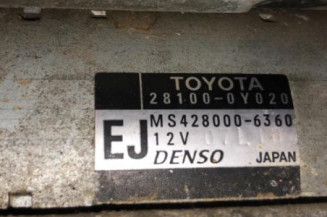 TOYOTA
28100-0Y020
EJ
MS428000-6360
12V
DENSO JAPAN